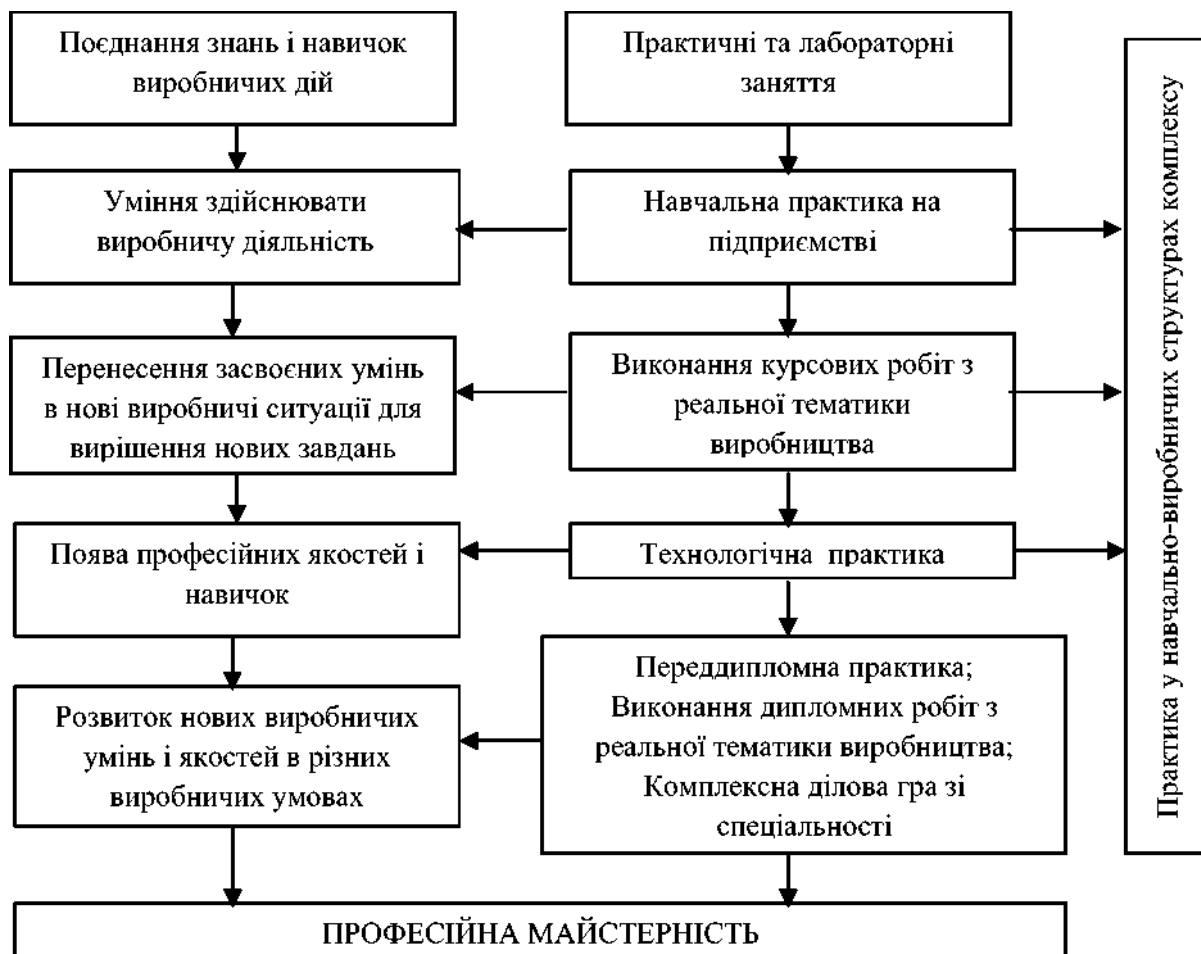 Поєднання знань і навичок
виробничих дій
Практичні та лабораторні
заняття
Уміння здійснювати
виробничу діяльність
Навчальна практика на
підприємстві
Перенесення засвоєних умінь
в нові виробничі ситуації для
вирішення нових завдань
Виконання курсових робіт з
реальної тематики
виробництва
Поява професійних якостей і
навичок
Технологічна практика
Розвиток нових виробничих
умінь і якостей в різних
виробничих умовах
Переддипломна практика;
Виконання дипломних робіт з
реальної тематики виробництва;
Комплексна ділова гра зі
спеціальності
Практика у навчально-виробничих структурах комплексу
ПРОФЕСІЙНА МАЙСТЕРНІСТЬ